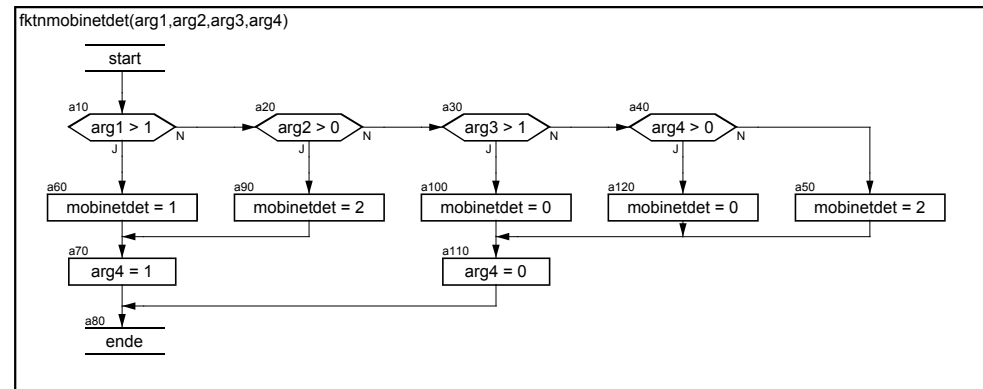 fktnmobinetdet(arg1,arg2,arg3,arg4)
start
a10
arg1 > 1
J
N
a20
arg2 > 0
J
N
a30
arg3 > 1
J
N
a40
arg4 > 0
J
N
a60
mobinetdet = 1
a90
mobinetdet = 2
a100
mobinetdet = 0
a120
mobinetdet = 0
a50
mobinetdet = 2
a70
arg4 = 1
a110
arg4 = 0
a80
ende